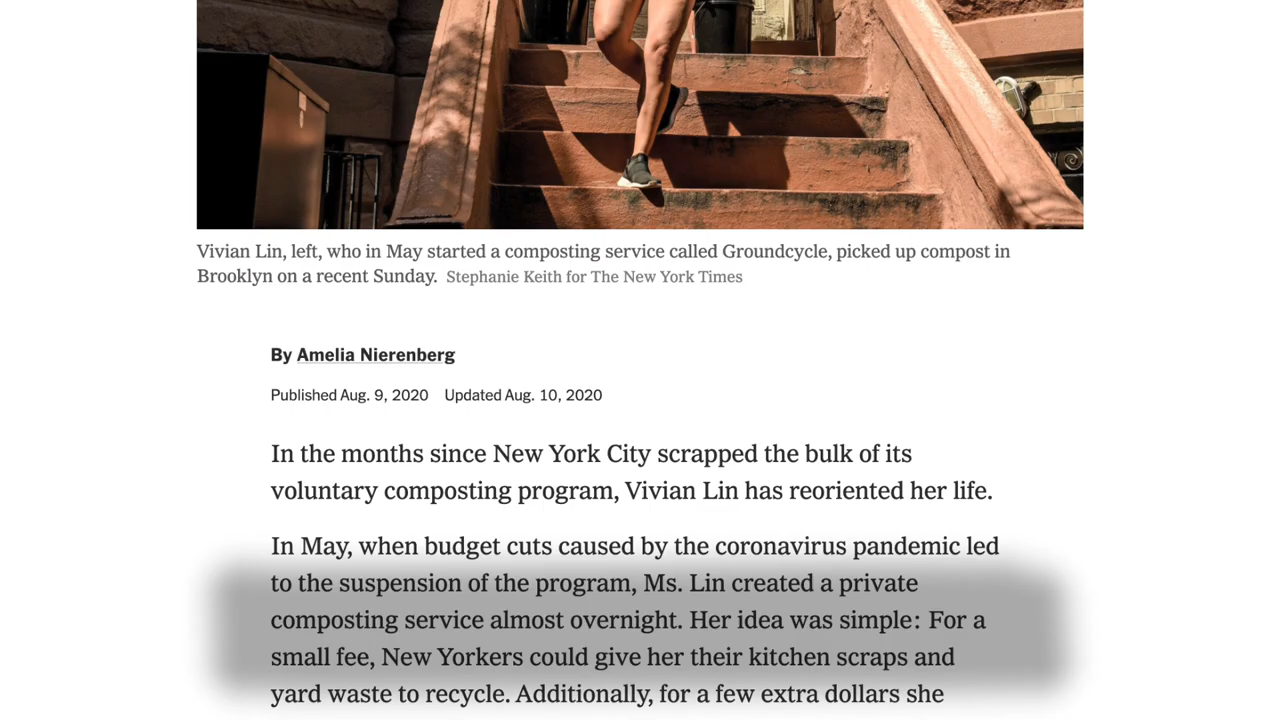 Vivian Lin, left, who in May started a composting service called Groundcycle, picked up compost in
Brooklyn on a recent Sunday. Stephanie Keith for The New York Times
By Amelia Nierenberg
Published Aug. 9, 2020 Updated Aug. 10, 2020
In the months since New York City scrapped the bulk of its
voluntary composting program, Vivian Lin has reoriented her life.
In May, when budget cuts caused by the coronavirus pandemic led
to the suspension of the program, Ms. Lin created a private
composting service almost overnight. Her idea was simple: For a
small fee, New Yorkers could give her their kitchen scraps and
yard waste to recycle. Additionally, for a few extra dollars she